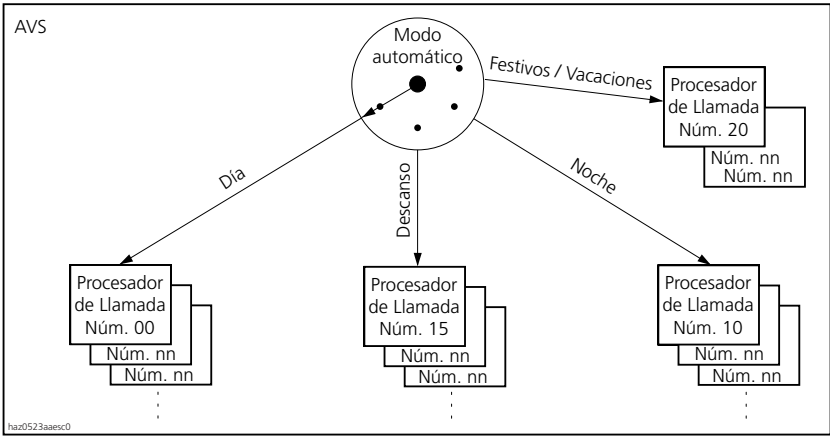 AVS
Modo
automático
Festivos / Vacaciones
Procesador
de Llamada
Núm. 20
Núm. nn
Núm. nn
Día
Descanso
Noche
Procesador
de Llamada
Núm. 00
Núm. nn
Núm. nn
Procesador
de Llamada
Núm. 15
Núm. nn
Núm. nn
Procesador
de Llamada
Núm. 10
Núm. nn
Núm. nn
haz0523aaesc0